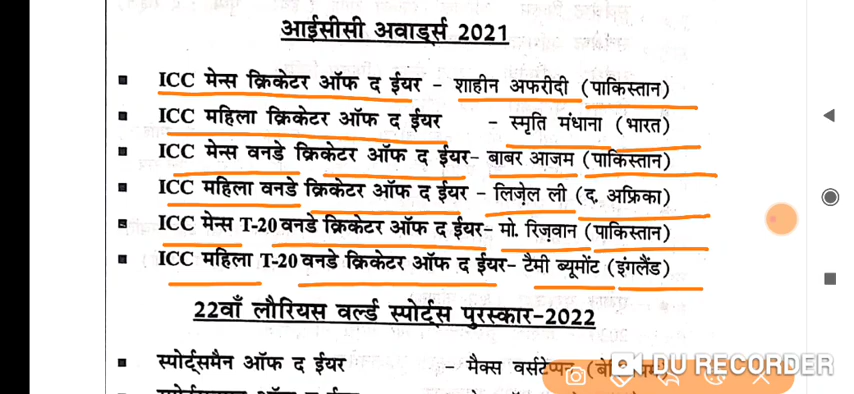 आईसीसी अवार्ड्स 2021
▪ ICC मेन्स क्रिकेटर ऑफ द ईयर - शाहीन अफरीदी (पाकिस्तान)
▪ ICC महिला क्रिकेटर ऑफ द ईयर - स्मृति मंधाना (भारत)
▪ ICC मेन्स वनडे क्रिकेटर ऑफ द ईयर- बाबर आजम (पाकिस्तान)
▪ ICC महिला वनडे क्रिकेटर ऑफ द ईयर - लिज़ेल ली (द. अफ्रिका)
▪ ICC मेन्स T-20 वनडे क्रिकेटर ऑफ द ईयर- मो. रिज़वान (पाकिस्तान)
▪ ICC महिला T-20 वनडे क्रिकेटर ऑफ द ईयर- टैमी ब्यूमोंट (इंगलैंड)
22वाँ लौरियस वर्ल्ड स्पोर्ट्स पुरस्कार-2022
▪ स्पोर्ट्समैन ऑफ द ईयर - मैक्स वर्सटेप्पन
DU RECORDER